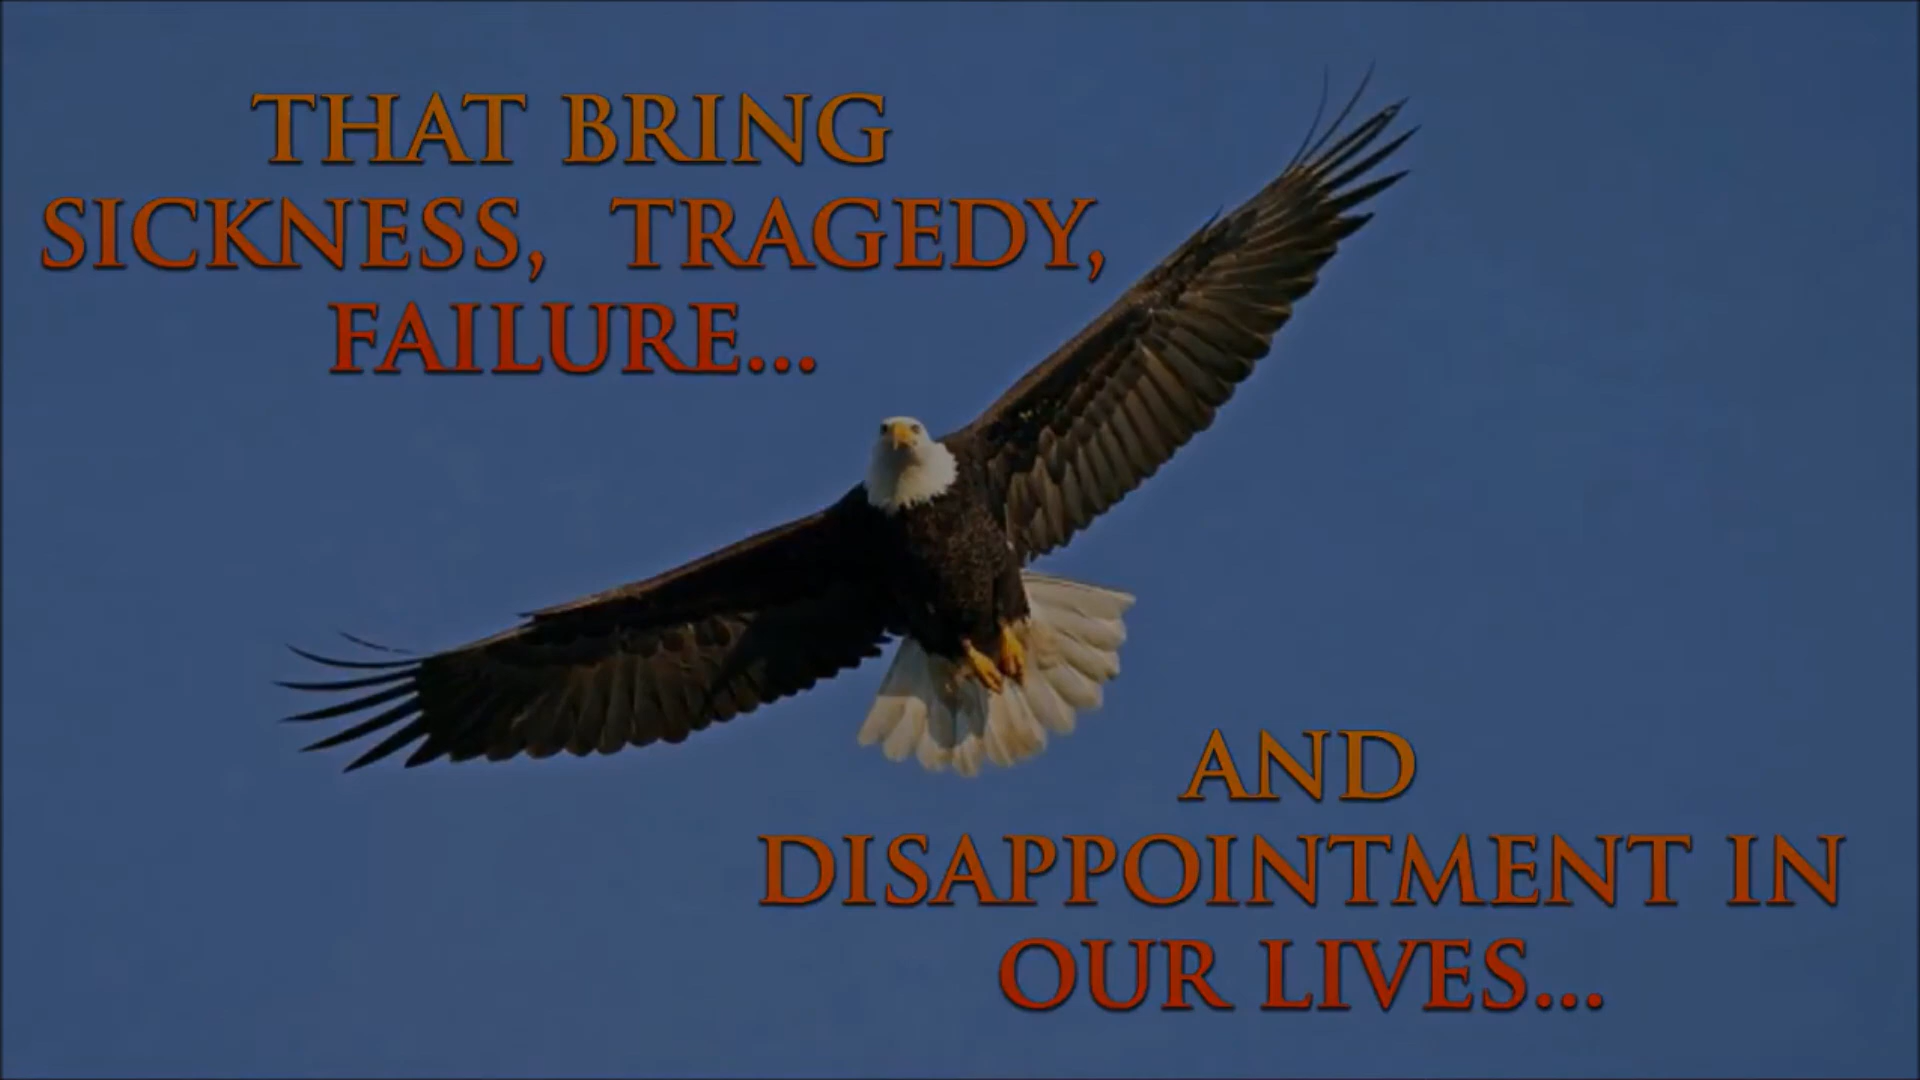 THAT BRING
SICKNESS, TRAGEDY,
FAILURE...
AND
DISAPPOINTMENT IN
OUR LIVES...